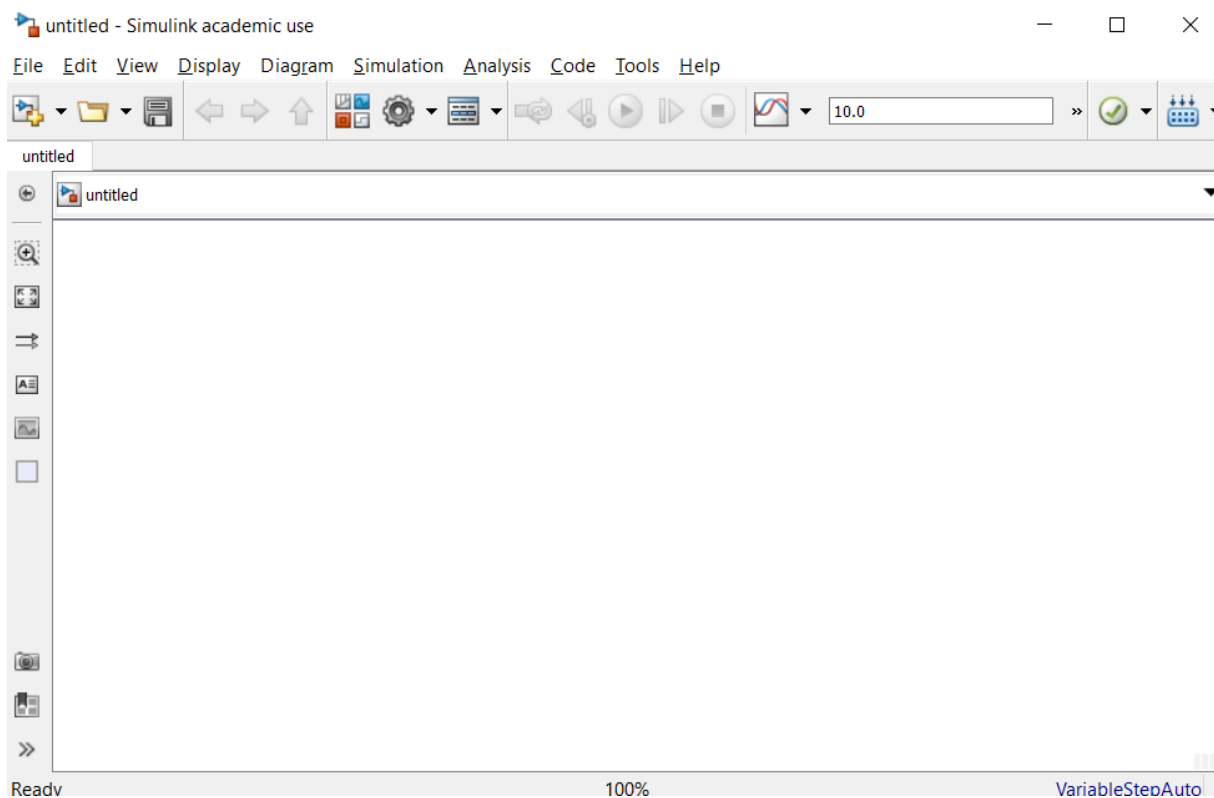 untitled - Simulink academic use
File Edit View Display Diagram Simulation Analysis Code Tools Help
10.0 »
untitled
untitled
Ready 100% VariableStepAuto